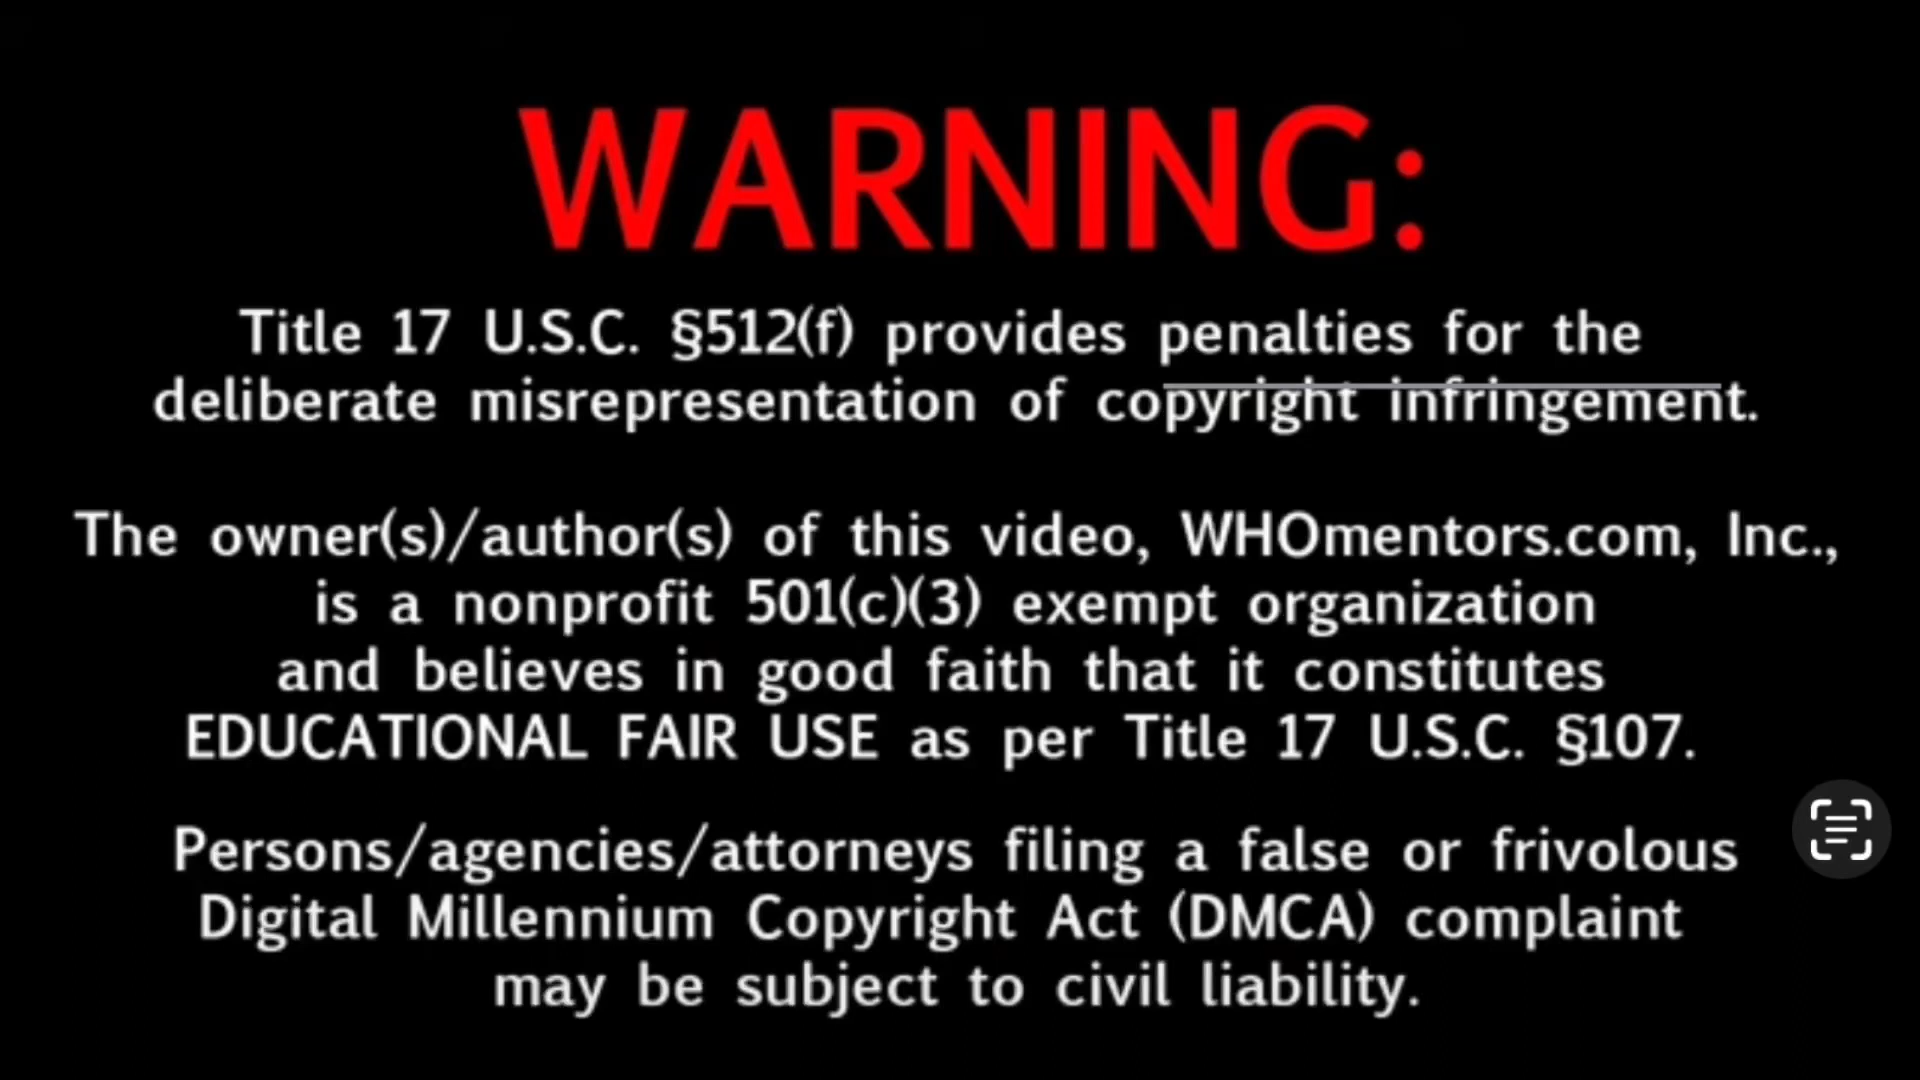 WARNING:
Title 17 U.S.C. §512(f) provides penalties for the
deliberate misrepresentation of copyright infringement.
The owner(s)/author(s) of this video, WHOmentors.com, Inc.,
is a nonprofit 501(c)(3) exempt organization
and believes in good faith that it constitutes
EDUCATIONAL FAIR USE as per Title 17 U.S.C. §107.
Persons/agencies/attorneys filing a false or frivolous
Digital Millennium Copyright Act (DMCA) complaint
may be subject to civil liability.